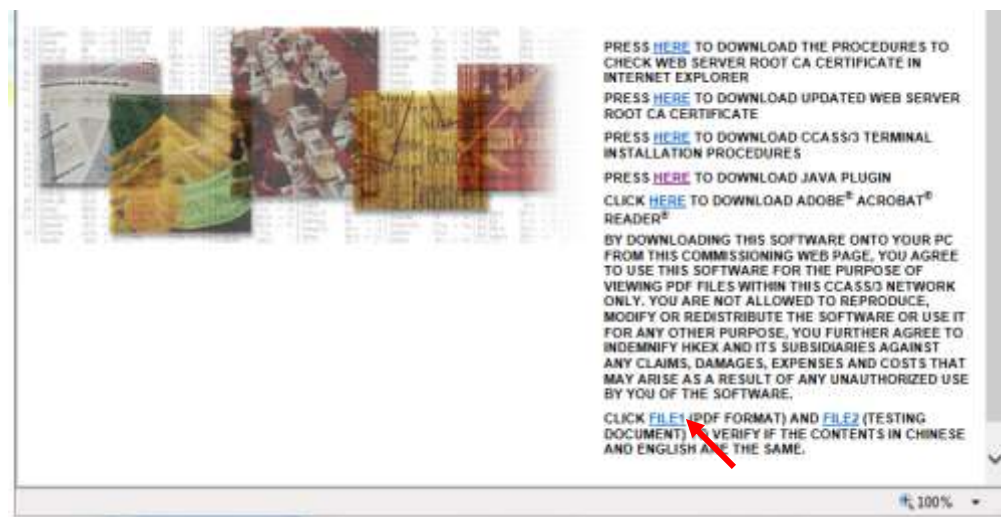 PRESS HERE TO DOWNLOAD THE PROCEDURES TO
CHECK WEB SERVER ROOT CA CERTIFICATE IN
INTERNET EXPLORER
PRESS HERE TO DOWNLOAD UPDATED WEB SERVER
ROOT CA CERTIFICATE
PRESS HERE TO DOWNLOAD CCASS/3 TERMINAL
INSTALLATION PROCEDURES
PRESS HERE TO DOWNLOAD JAVA PLUGIN
CLICK HERE TO DOWNLOAD ADOBE® ACROBAT®
READER®
BY DOWNLOADING THIS SOFTWARE ONTO YOUR PC
FROM THIS COMMISSIONING WEB PAGE, YOU AGREE
TO USE THIS SOFTWARE FOR THE PURPOSE OF
VIEWING PDF FILES WITHIN THIS CCASS/3 NETWORK
ONLY. YOU ARE NOT ALLOWED TO REPRODUCE,
MODIFY OR REDISTRIBUTE THE SOFTWARE OR USE IT
FOR ANY OTHER PURPOSE, YOU FURTHER AGREE TO
INDEMNIFY HKEX AND ITS SUBSIDIARIES AGAINST
ANY CLAIMS, DAMAGES, EXPENSES AND COSTS THAT
MAY ARISE AS A RESULT OF ANY UNAUTHORIZED USE
BY YOU OF THE SOFTWARE.
CLICK FILE1 (PDF FORMAT) AND FILE2 (TESTING
DOCUMENT) TO VERIFY IF THE CONTENTS IN CHINESE
AND ENGLISH ARE THE SAME.
100%